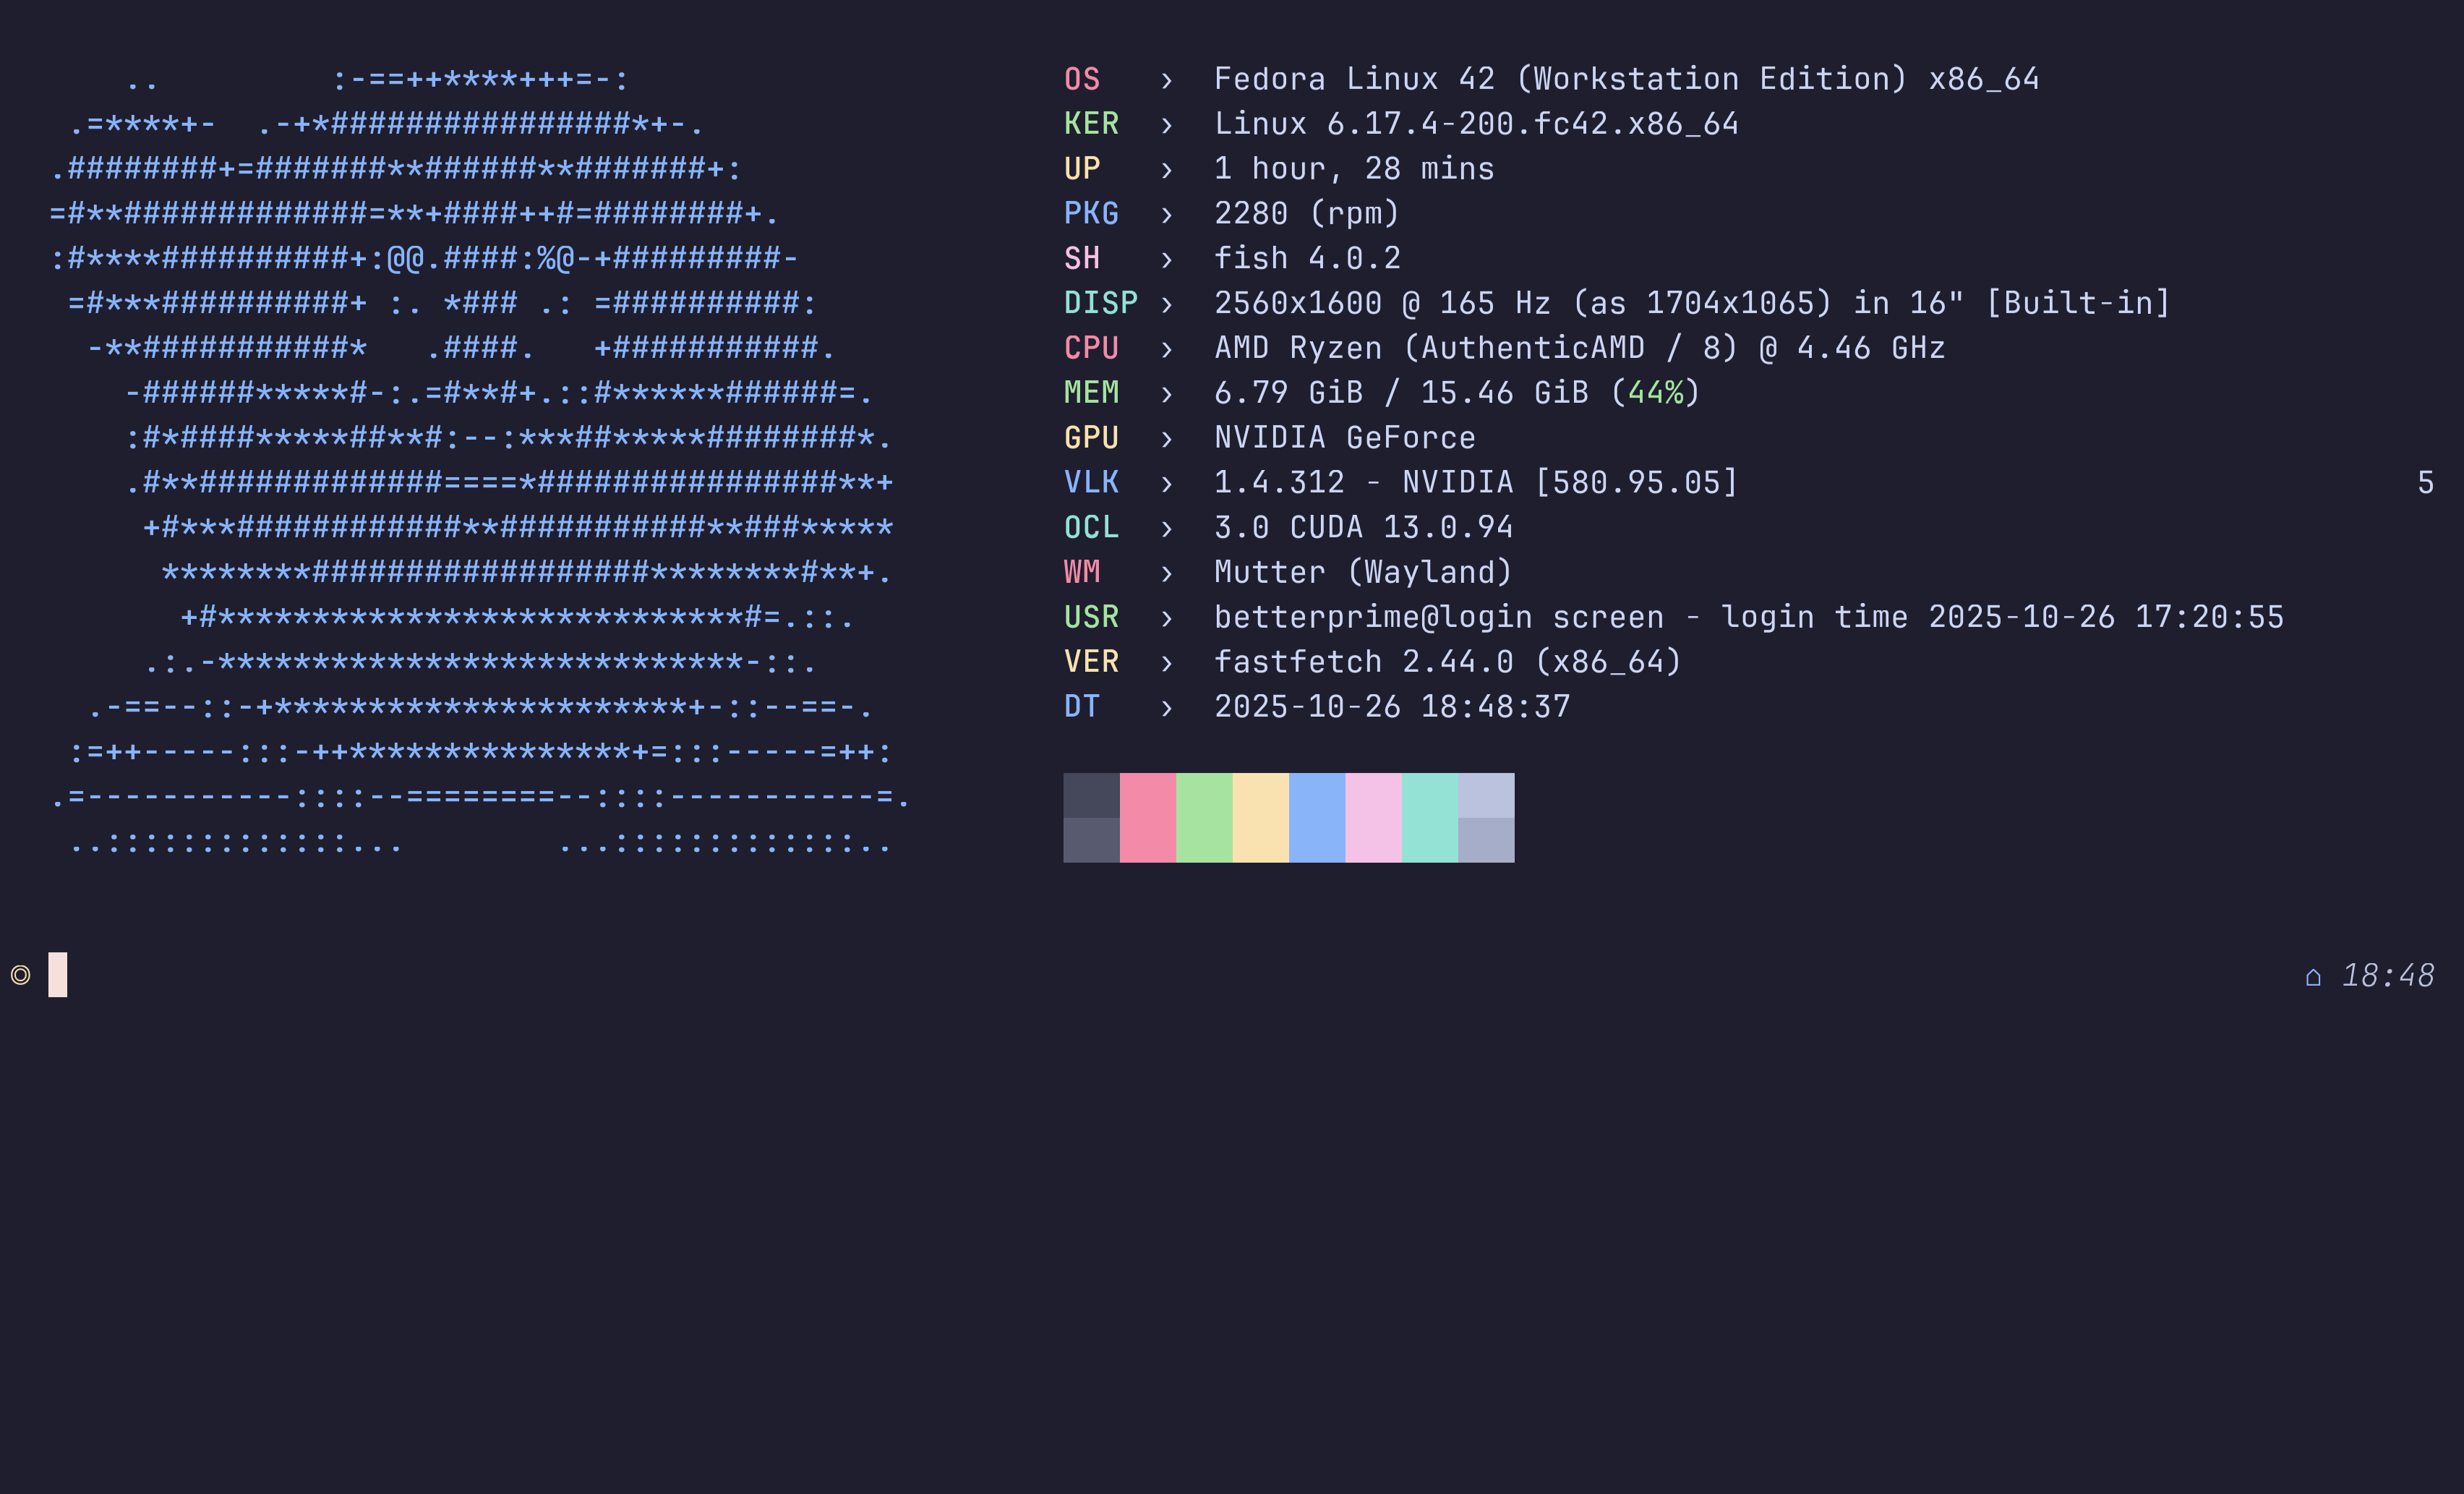 ..         :-==++****+++=-:
 .=****+-  .-+*################*+-.
.########+=#######**######**#######+:
=#**#############=**+####++#=########+.
:#****##########+:@@.####:%@-+#########-
 =#***##########+ :. *### .: =##########:
  -**###########*   .####.   +###########.
    -######*****#-:.=#**#+.::#******######=.
    :#*####*****##**#:--:***##*****########*.
    .#**#############====*################**+
     +#***############**###########**###*****
      ********##################********#**+.
       +#****************************#=.::.
     .:.-****************************-::.
  .-==--::-+**********************+-::--==-.
 :=++-----:::-++***************+=:::-----=++:
.=-----------::::--========--::::-----------=.
 ..:::::::::::::...        ...:::::::::::::..
OS › Fedora Linux 42 (Workstation Edition) x86_64
KER › Linux 6.17.4-200.fc42.x86_64
UP › 1 hour, 28 mins
PKG › 2280 (rpm)
SH › fish 4.0.2
DISP › 2560x1600 @ 165 Hz (as 1704x1065) in 16" [Built-in]
CPU › AMD Ryzen (AuthenticAMD / 8) @ 4.46 GHz
MEM › 6.79 GiB / 15.46 GiB (44%)
GPU › NVIDIA GeForce
VLK › 1.4.312 - NVIDIA [580.95.05] 5
OCL › 3.0 CUDA 13.0.94
WM › Mutter (Wayland)
USR › betterprime@login screen - login time 2025-10-26 17:20:55
VER › fastfetch 2.44.0 (x86_64)
DT › 2025-10-26 18:48:37
◎ ⌂ 18:48